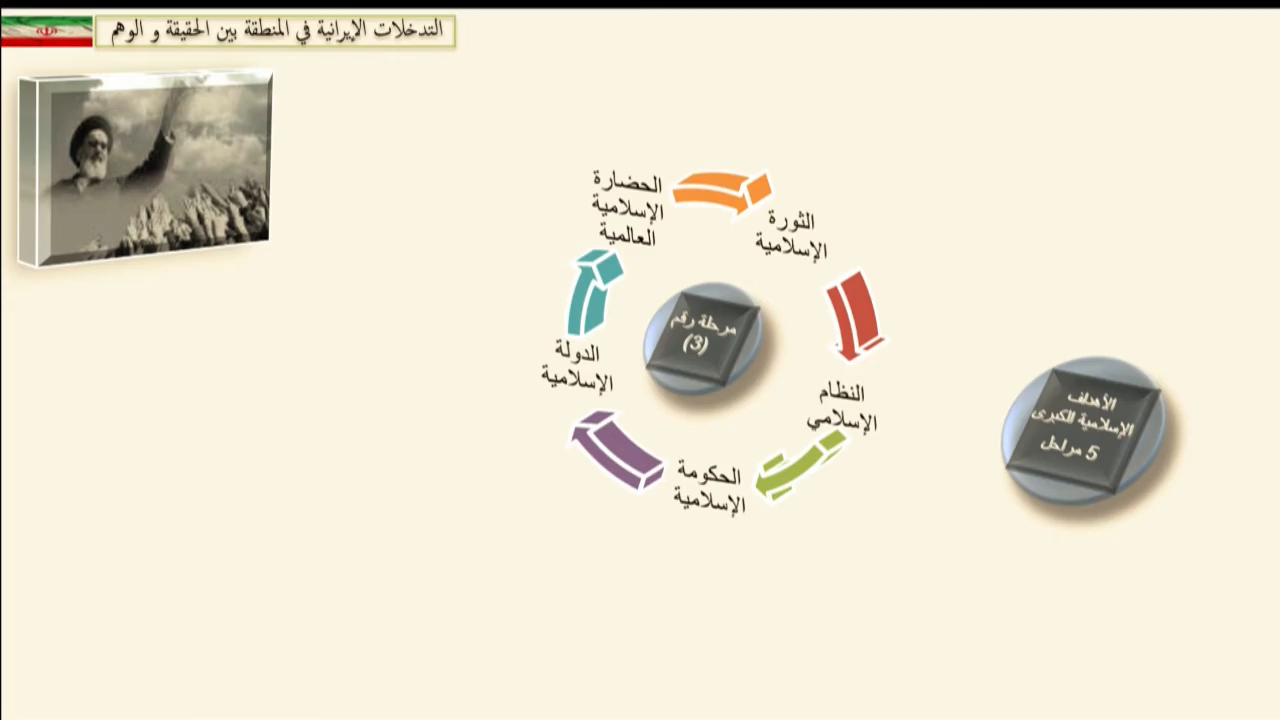 التدخلات الإيرانية في المنطقة بين الحقيقة و الوهم
الثورة
الإسلامية
النظام
الإسلامي
الحكومة
الإسلامية
الدولة
الإسلامية
الحضارة
الإسلامية
العالمية
مرحلة رقم
(3)
الأهداف
الإسلامية الكبرى
5 مراحل